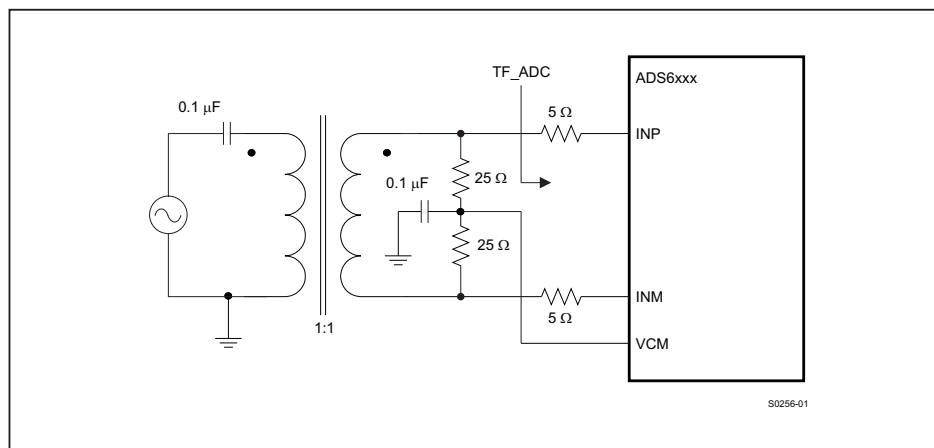 TF_ADC
ADS6xxx
0.1 μF
5 Ω
INP
0.1 μF
25 Ω
25 Ω
INM
5 Ω
1:1
VCM
S0256-01